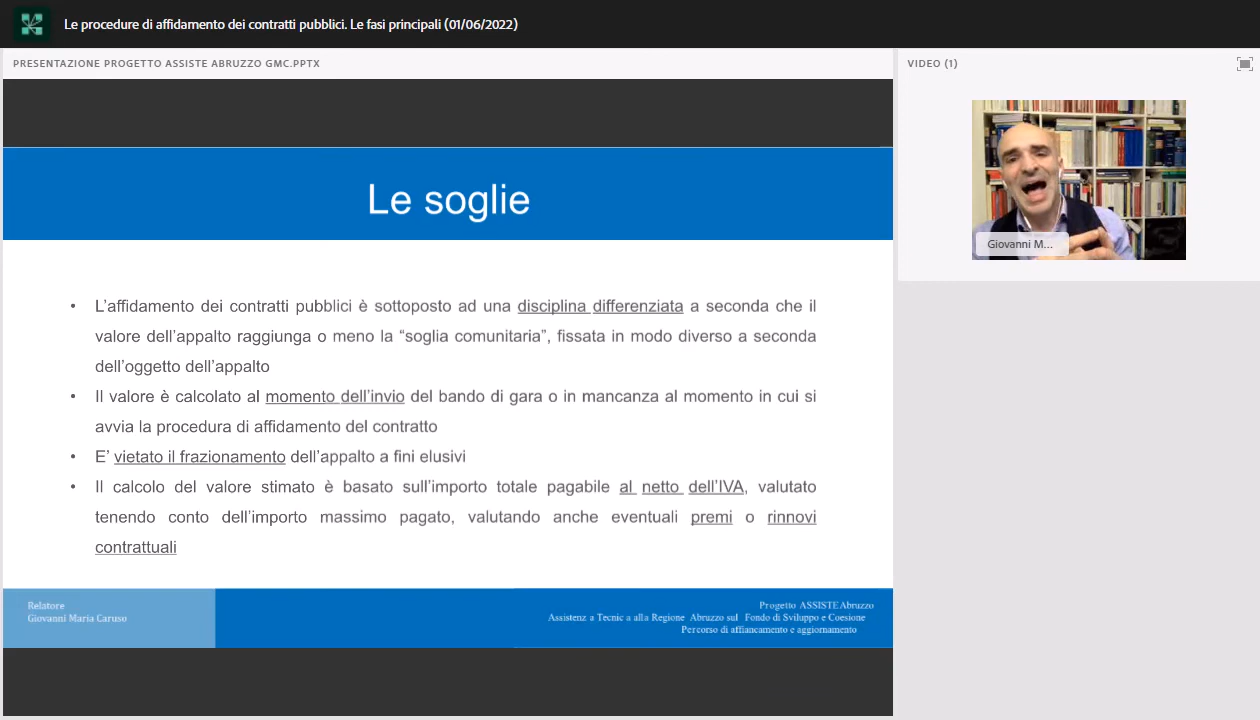 Le procedure di affidamento dei contratti pubblici. Le fasi principali (01/06/2022)
PRESENTAZIONE PROGETTO ASSISTE ABRUZZO GMC.PPTX
VIDEO (1)
Le soglie
• L'affidamento dei contratti pubblici è sottoposto ad una disciplina differenziata a seconda che il
valore dell'appalto raggiunga o meno la “soglia comunitaria”, fissata in modo diverso a seconda
dell'oggetto dell'appalto
• Il valore è calcolato al momento dell'invio del bando di gara o in mancanza al momento in cui si
avvia la procedura di affidamento del contratto
• E' vietato il frazionamento dell'appalto a fini elusivi
• Il calcolo del valore stimato è basato sull'importo totale pagabile al netto dell'IVA, valutato
tenendo conto dell'importo massimo pagato, valutando anche eventuali premi o rinnovi
contrattuali
Giovanni M...
Relatore
Giovanni Maria Caruso
Progetto ASSISTE Abruzzo
Assistenz a Tecnic a alla Regione Abruzzo sul Fondo di Sviluppo e Coesione
Percorso di affiancamento e aggiornamento